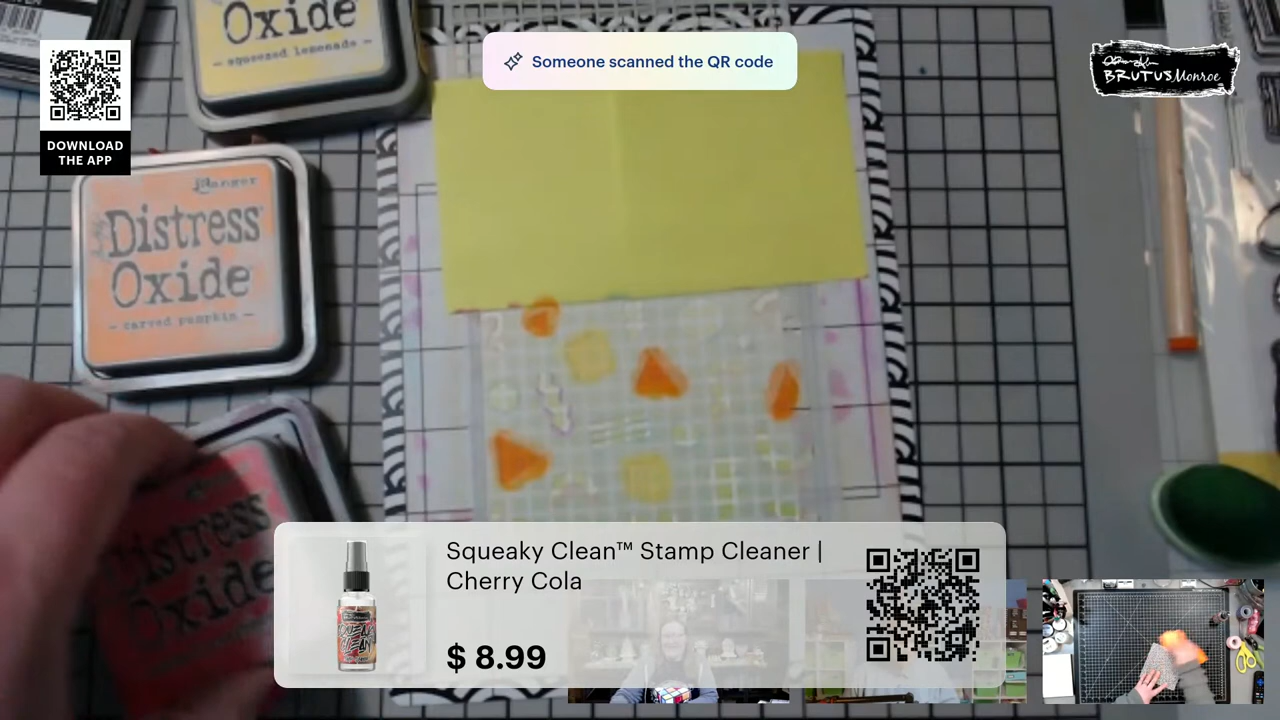 Oxide
squeezed lemonade
Someone scanned the QR code
BRUTUS Monroe
DOWNLOAD
THE APP
Ranger
Distress
Oxide
carved pumpkin
Distress
Oxide
Squeaky Clean™ Stamp Cleaner |
Cherry Cola
$ 8.99